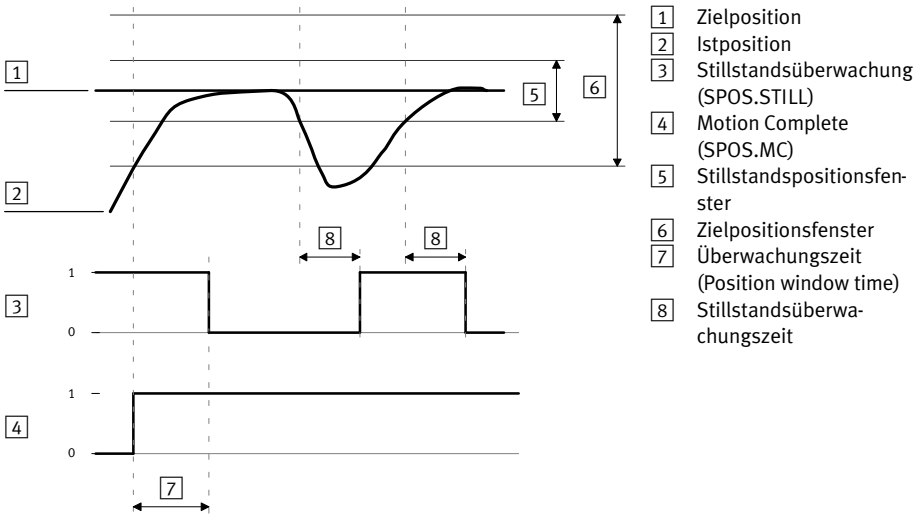 1
2
5
6
8
8
3
1
0
4
1
0
7
1 Zielposition
2 Istposition
3 Stillstandsüberwachung
(SPOS.STILL)
4 Motion Complete
(SPOS.MC)
5 Stillstandspositionsfen-
ster
6 Zielpositionsfenster
7 Überwachungszeit
(Position window time)
8 Stillstandsüberwa-
chungszeit